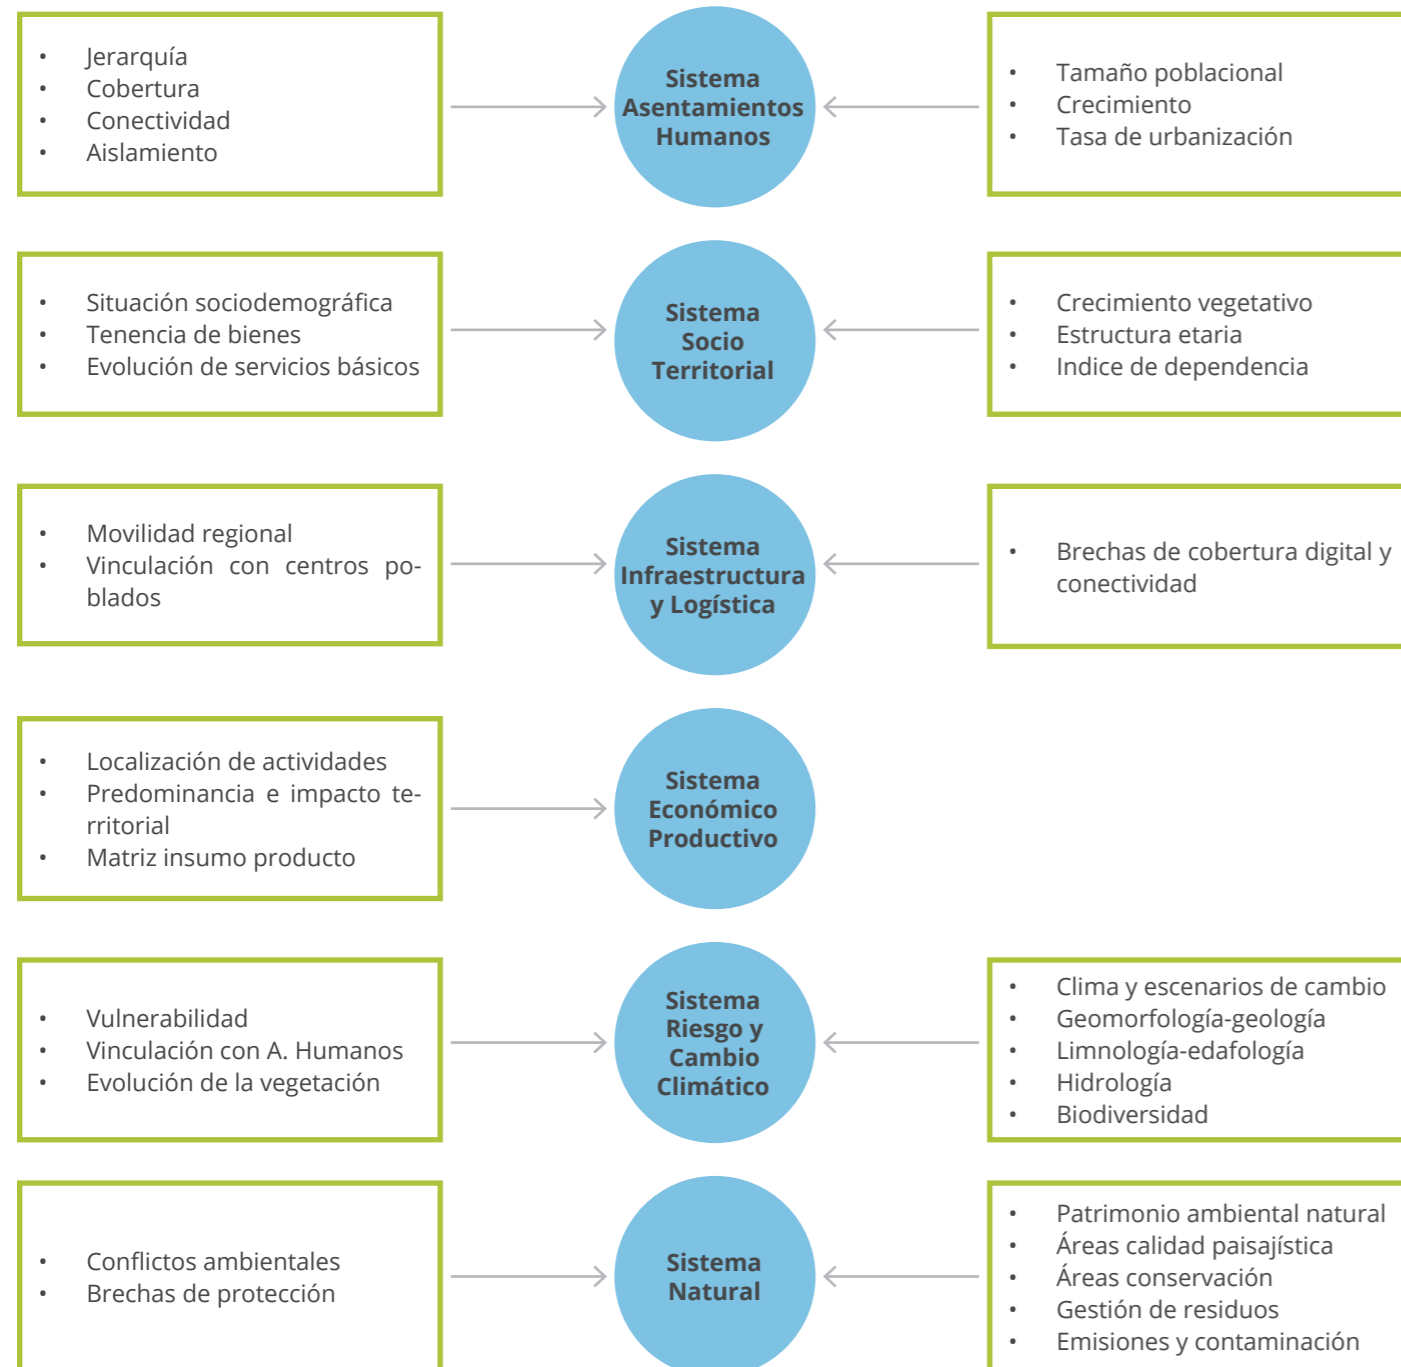 • Jerarquía
• Cobertura
• Conectividad
• Aislamiento
Sistema
Asentamientos
Humanos
• Tamaño poblacional
• Crecimiento
• Tasa de urbanización
• Situación sociodemográfica
• Tenencia de bienes
• Evolución de servicios básicos
Sistema
Socio
Territorial
• Crecimiento vegetativo
• Estructura etaria
• Indice de dependencia
• Movilidad regional
• Vinculación con centros po-
blados
Sistema
Infraestructura
y Logística
• Brechas de cobertura digital y
conectividad
• Localización de actividades
• Predominancia e impacto te-
rritorial
• Matriz insumo producto
Sistema
Económico
Productivo
• Vulnerabilidad
• Vinculación con A. Humanos
• Evolución de la vegetación
Sistema
Riesgo y
Cambio
Climático
• Clima y escenarios de cambio
• Geomorfología-geología
• Limnología-edafología
• Hidrología
• Biodiversidad
• Conflictos ambientales
• Brechas de protección
Sistema
Natural
• Patrimonio ambiental natural
• Áreas calidad paisajística
• Áreas conservación
• Gestión de residuos
• Emisiones y contaminación